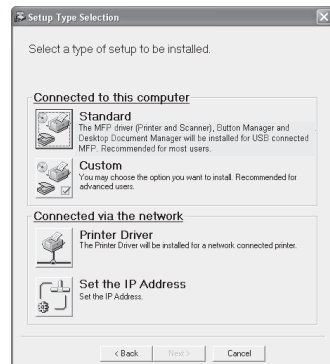 Setup Type Selection
Select a type of setup to be installed.
Connected to this computer
Standard
The MFP driver (Printer and Scanner), Button Manager and
Desktop Document Manager will be installed for USB connected
MFP. Recommended for most users.
Custom
You may choose the option you want to install. Recommended for
advanced users.
Connected via the network
Printer Driver
The Printer Driver will be installed for a network connected printer.
Set the IP Address
Set the IP Address.
< Back
Next >
Cancel